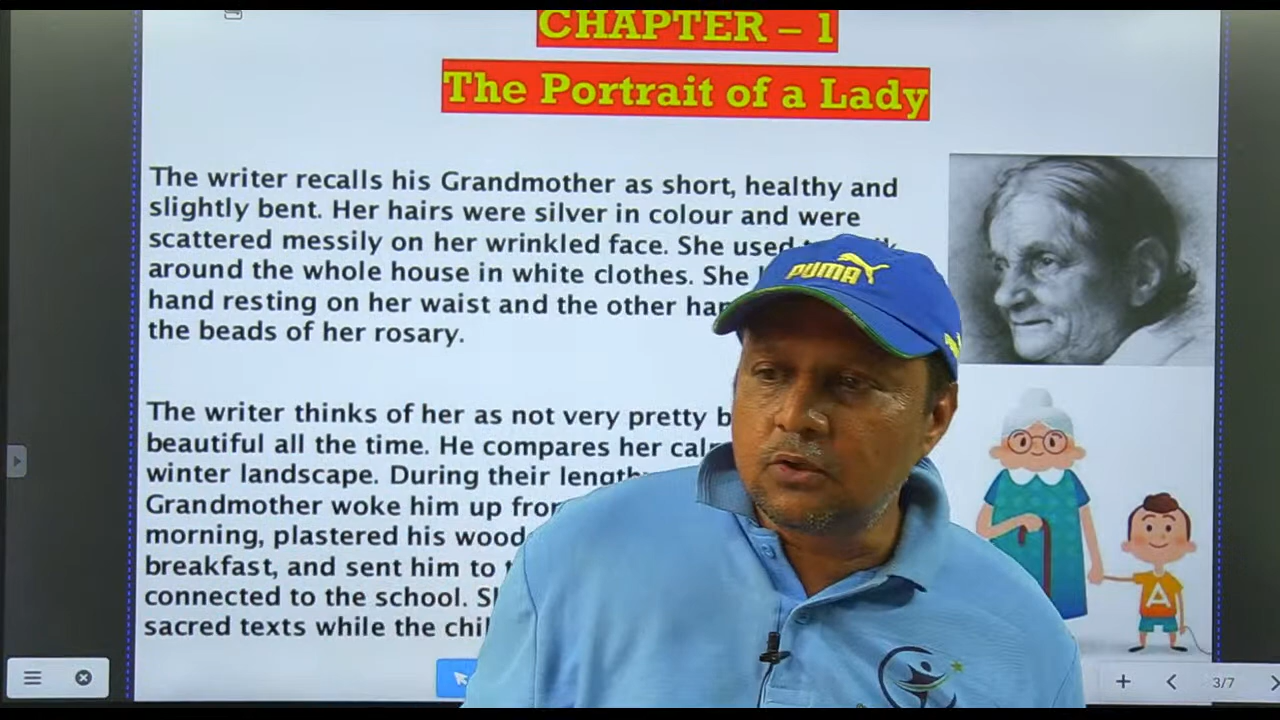 CHAPTER – 1
The Portrait of a Lady
The writer recalls his Grandmother as short, healthy and
slightly bent. Her hairs were silver in colour and were
scattered messily on her wrinkled face. She used
around the whole house in white clothes. She
hand resting on her waist and the other
the beads of her rosary.
The writer thinks of her as not very pretty
beautiful all the time. He compares her
winter landscape. During their
Grandmother woke him up
morning, plastered his
breakfast, and sent him to
connected to the school.
sacred texts while the
PUMA
A
3/7